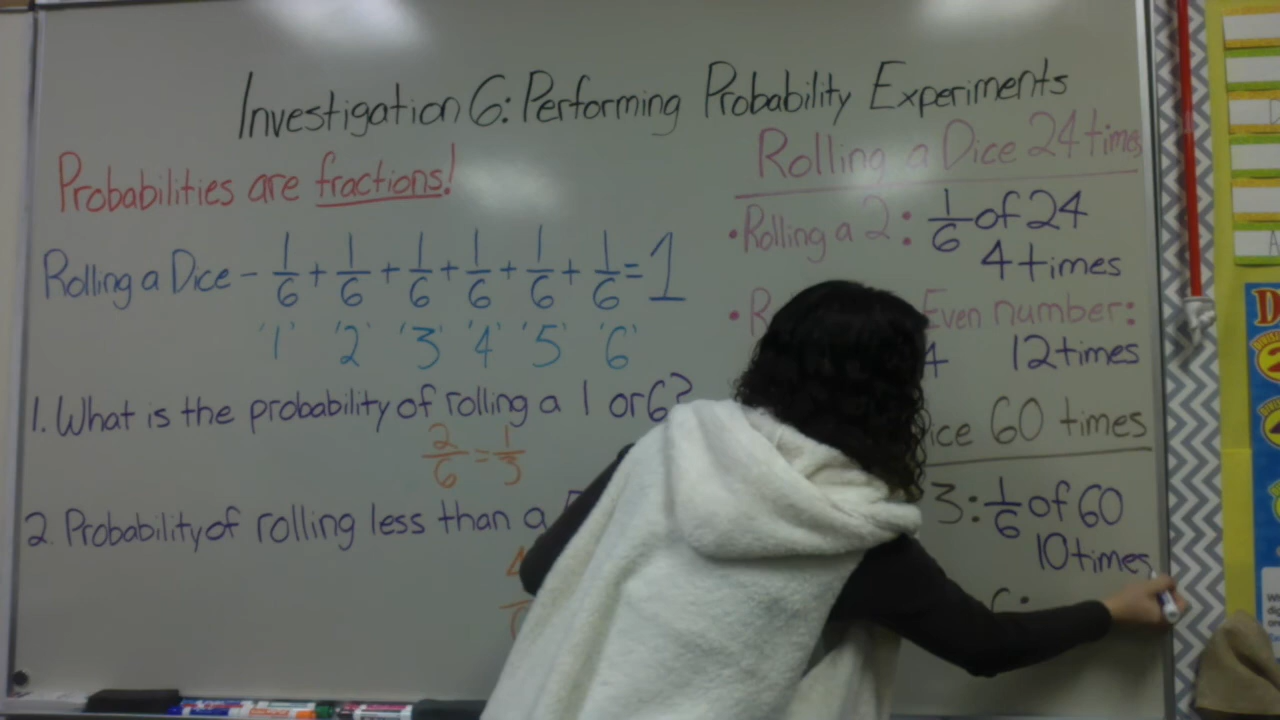 Investigation 6: Performing Probability Experiments
Probabilities are fractions!
Rolling a Dice - 1/6 + 1/6 + 1/6 + 1/6 + 1/6 + 1/6 = 1
'1' '2' '3' '4' '5' '6'
1. What is the probability of rolling a 1 or 6?
2/6 = 1/3
2. Probability of rolling less than a
Rolling a Dice 24 times
• Rolling a 2: 1/6 of 24
4 times
Even number:
4 12 times
60 times
3: 1/6 of 60
10 times